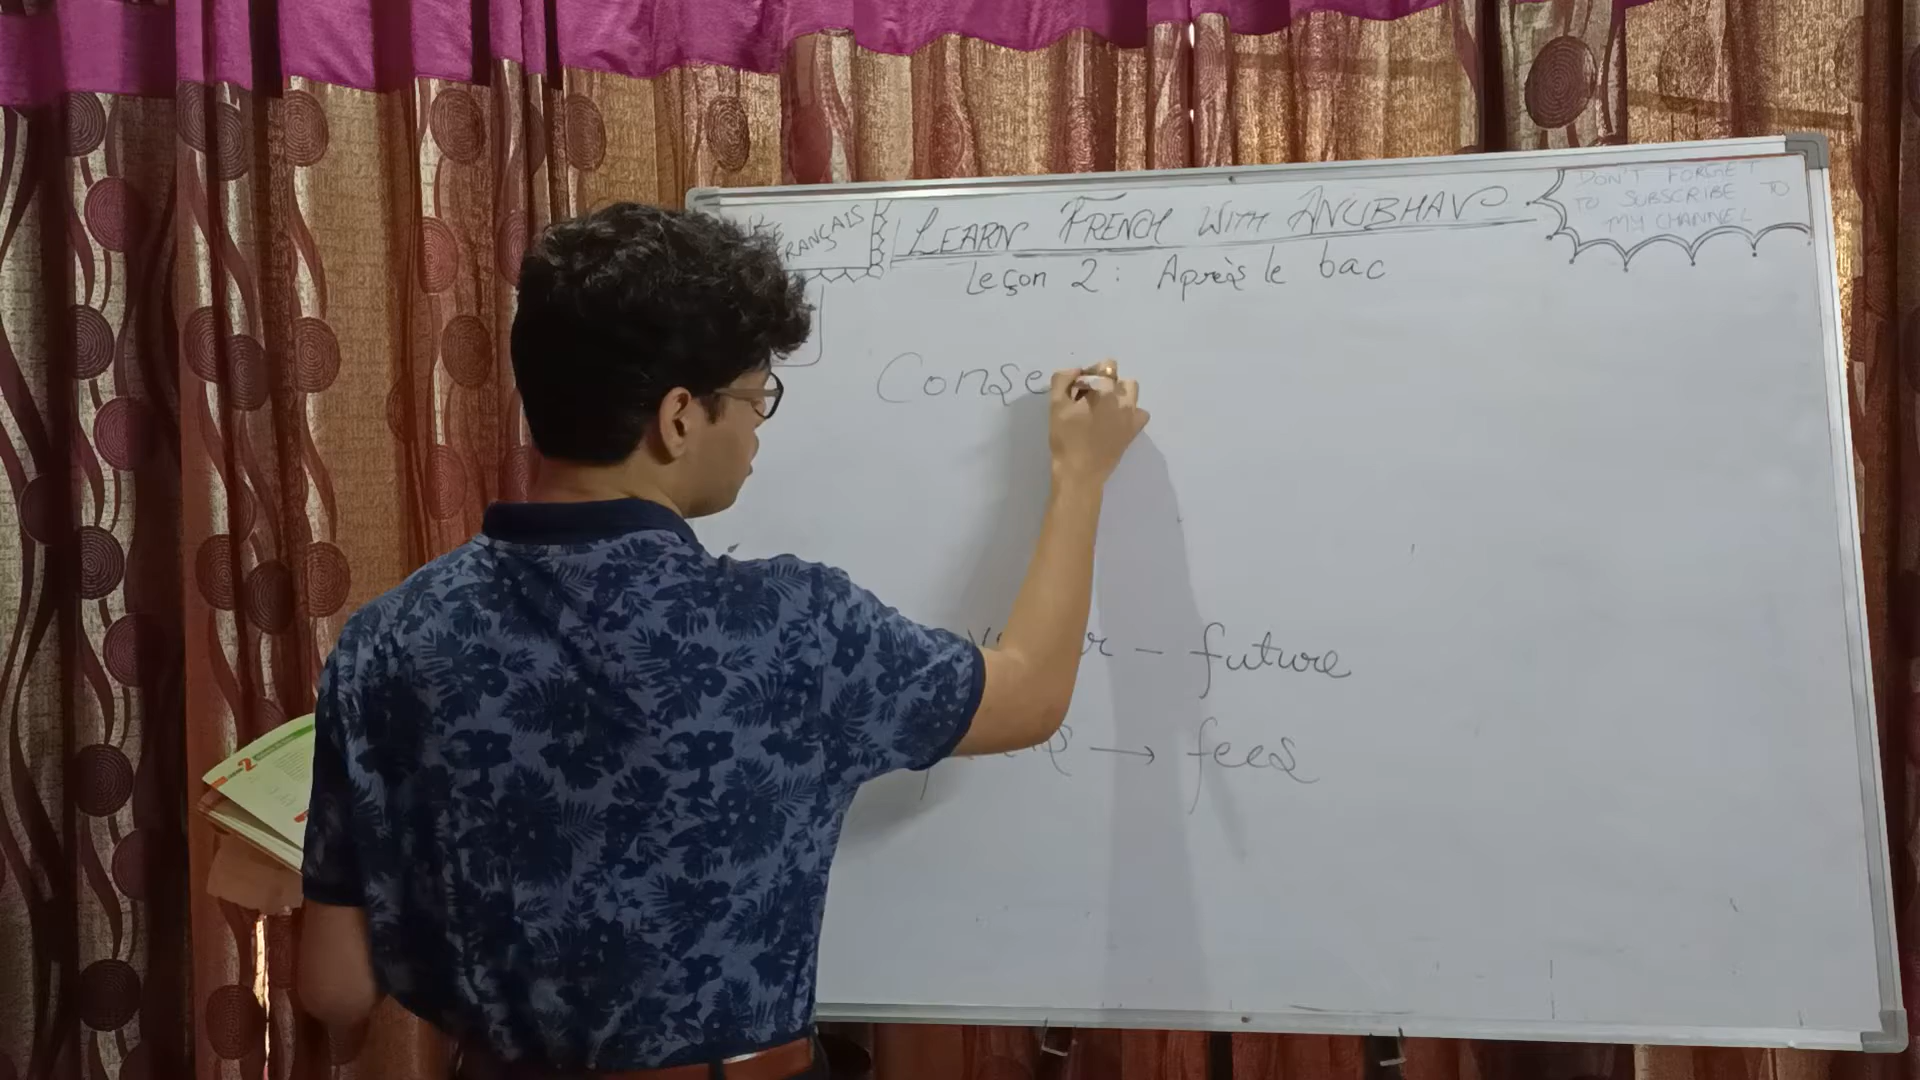 FRANÇAIS
LEARN FRENCH WITH ANUBHAV
DON'T FORGET
TO SUBSCRIBE TO
MY CHANNEL
Leçon 2: Après le bac
Conse
– future
→ fees
2